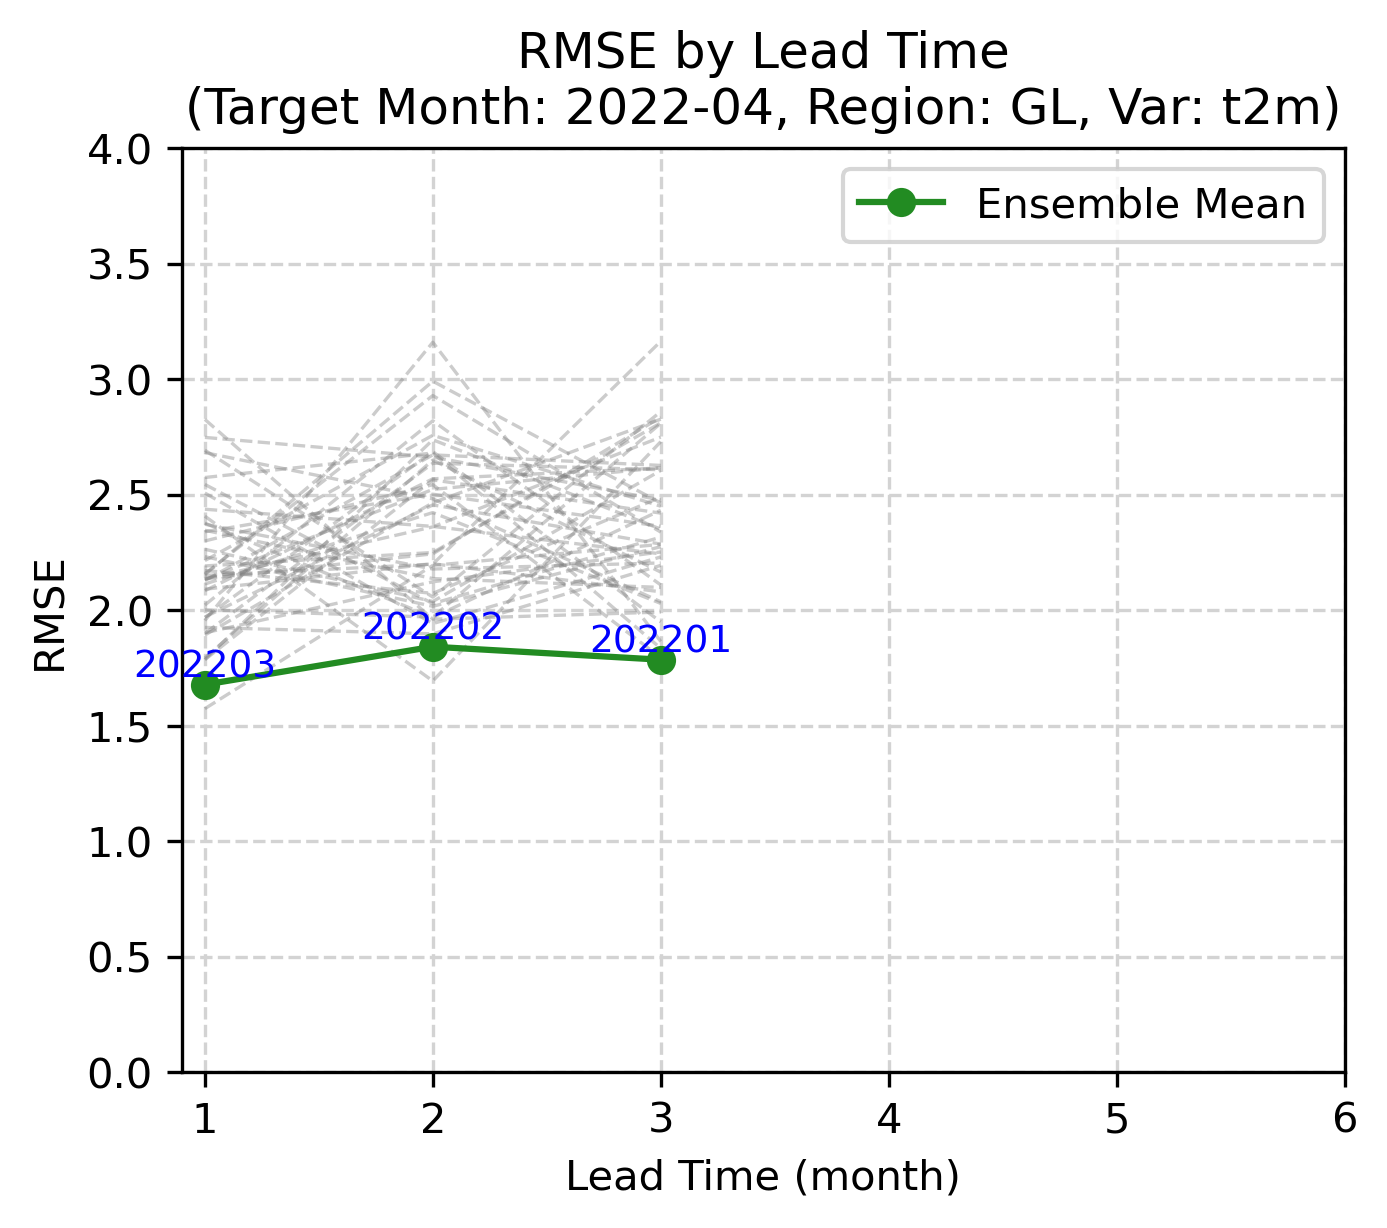 RMSE by Lead Time
(Target Month: 2022-04, Region: GL, Var: t2m)
4.0
3.5
3.0
2.5
2.0
1.5
1.0
0.5
0.0
RMSE
Ensemble Mean
202203
202202
202201
1 2 3 4 5 6
Lead Time (month)